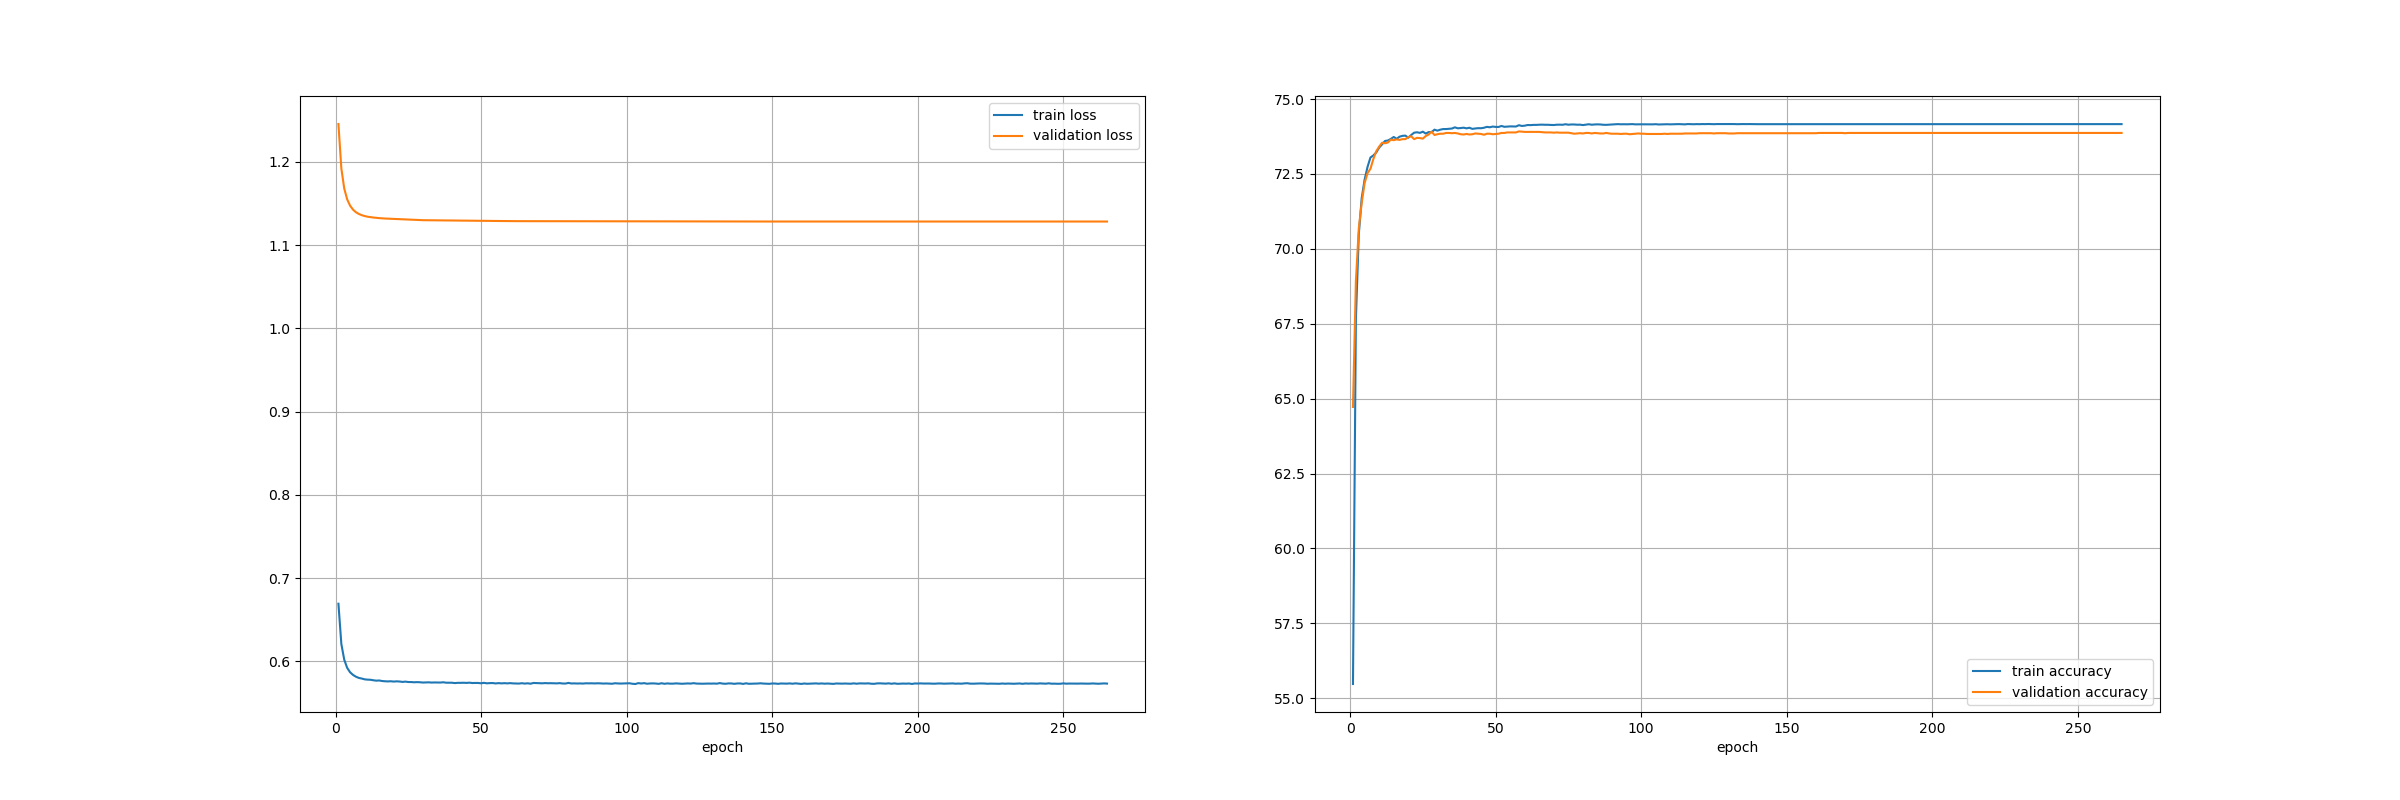 train loss
validation loss
1.2
1.1
1.0
0.9
0.8
0.7
0.6
0 50 100 150 200 250
epoch
75.0
72.5
70.0
67.5
65.0
62.5
60.0
57.5
55.0
train accuracy
validation accuracy
0 50 100 150 200 250
epoch